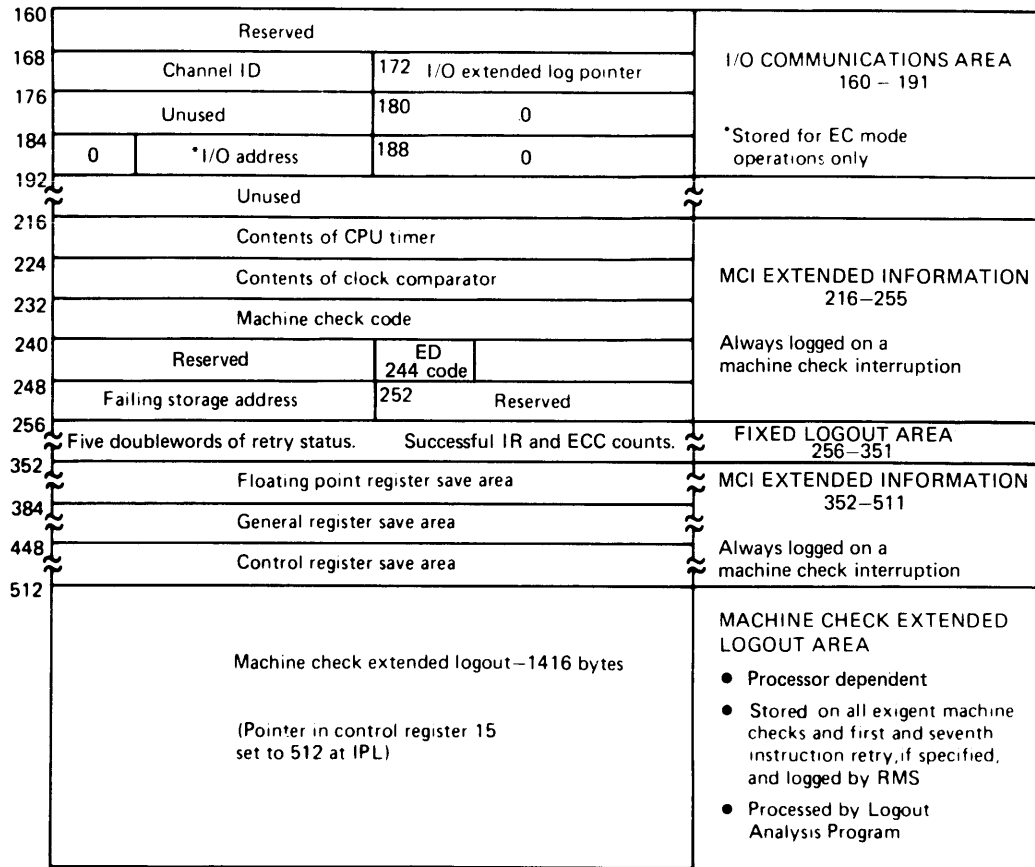 160
Reserved
168
Channel ID
172 I/O extended log pointer
176
Unused
180 0
184
0
*I/O address
188 0
192
Unused
216
Contents of CPU timer
224
Contents of clock comparator
232
Machine check code
240
Reserved
ED
244 code
248
Failing storage address
252 Reserved
256
Five doublewords of retry status. Successful IR and ECC counts.
352
Floating point register save area
384
General register save area
448
Control register save area
512
Machine check extended logout—1416 bytes
(Pointer in control register 15
set to 512 at IPL)
I/O COMMUNICATIONS AREA
160 – 191
*Stored for EC mode
operations only
MCI EXTENDED INFORMATION
216–255
Always logged on a
machine check interruption
FIXED LOGOUT AREA
256–351
MCI EXTENDED INFORMATION
352–511
Always logged on a
machine check interruption
MACHINE CHECK EXTENDED
LOGOUT AREA
● Processor dependent
● Stored on all exigent machine
checks and first and seventh
instruction retry, if specified,
and logged by RMS
● Processed by Logout
Analysis Program